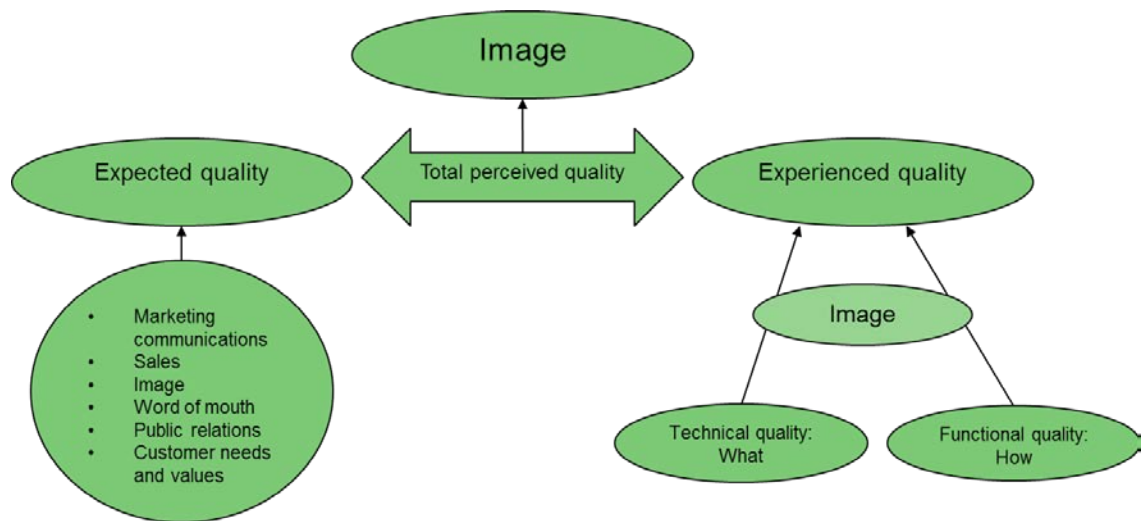 Image
Expected quality
Total perceived quality
Experienced quality
• Marketing
communications
• Sales
• Image
• Word of mouth
• Public relations
• Customer needs
and values
Image
Technical quality:
What
Functional quality:
How